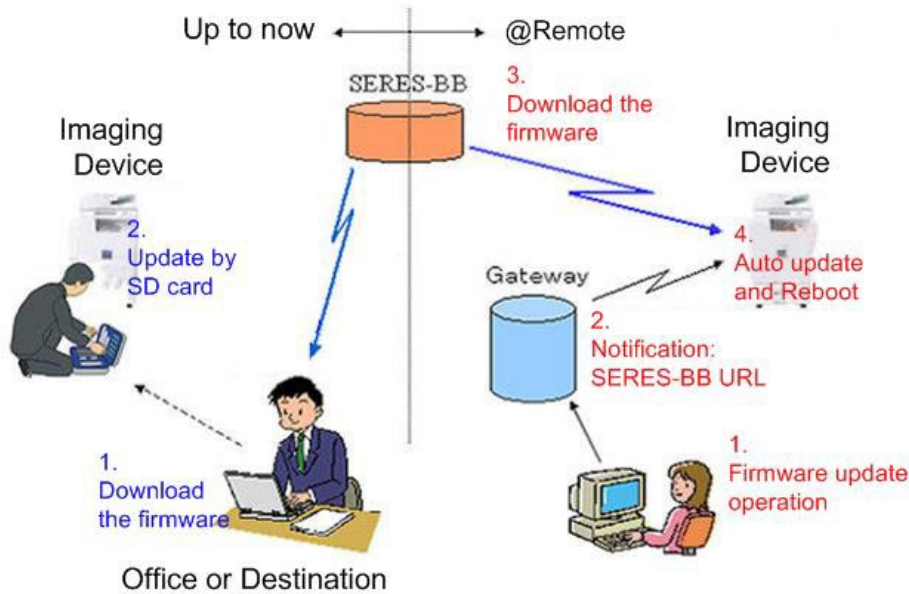 Up to now
@Remote
SERES-BB
3.
Download the
firmware
Imaging
Device
Imaging
Device
2.
Update by
SD card
4.
Auto update
and Reboot
Gateway
2.
Notification:
SERES-BB URL
1.
Download
the firmware
1.
Firmware update
operation
Office or Destination